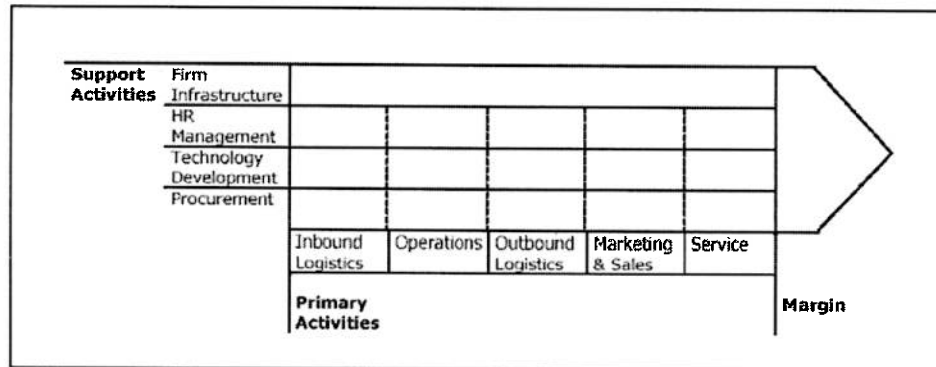 Support
Activities
Firm
Infrastructure
HR
Management
Technology
Development
Procurement
Inbound
Logistics
Operations
Outbound
Logistics
Marketing
& Sales
Service
Primary
Activities
Margin